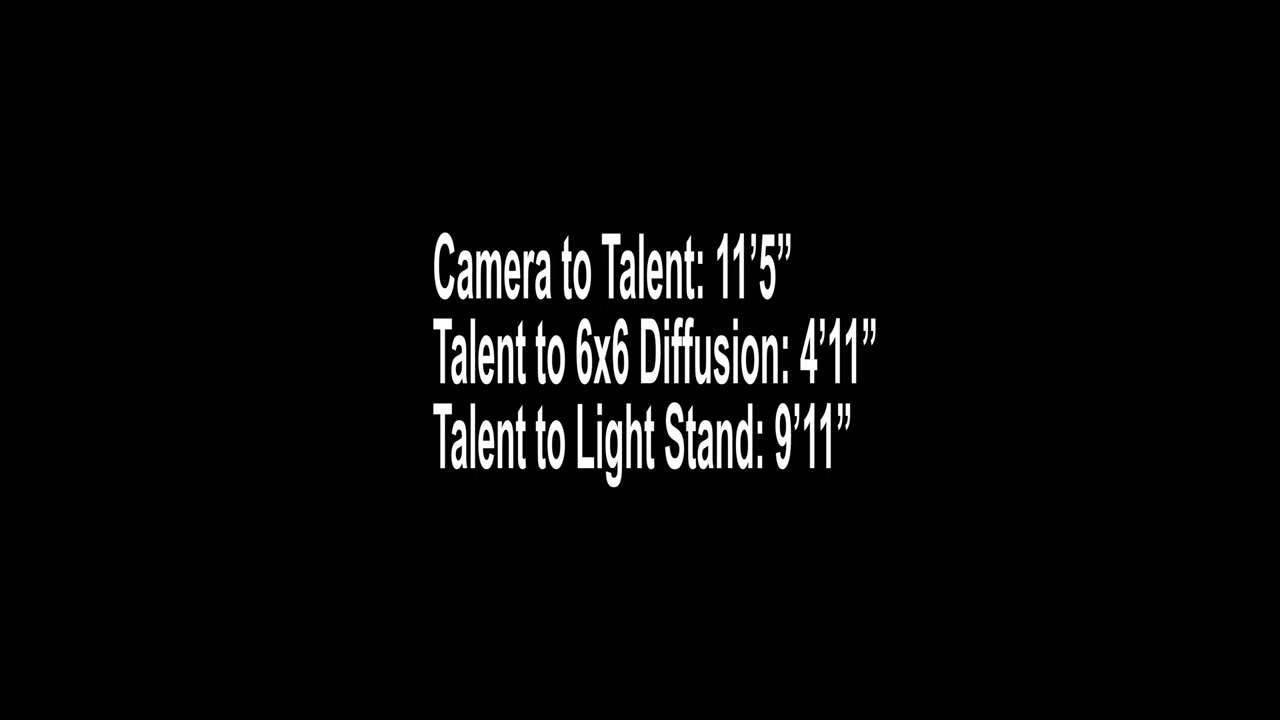 Camera to Talent: 11’5”
Talent to 6x6 Diffusion: 4’11”
Talent to Light Stand: 9’11”